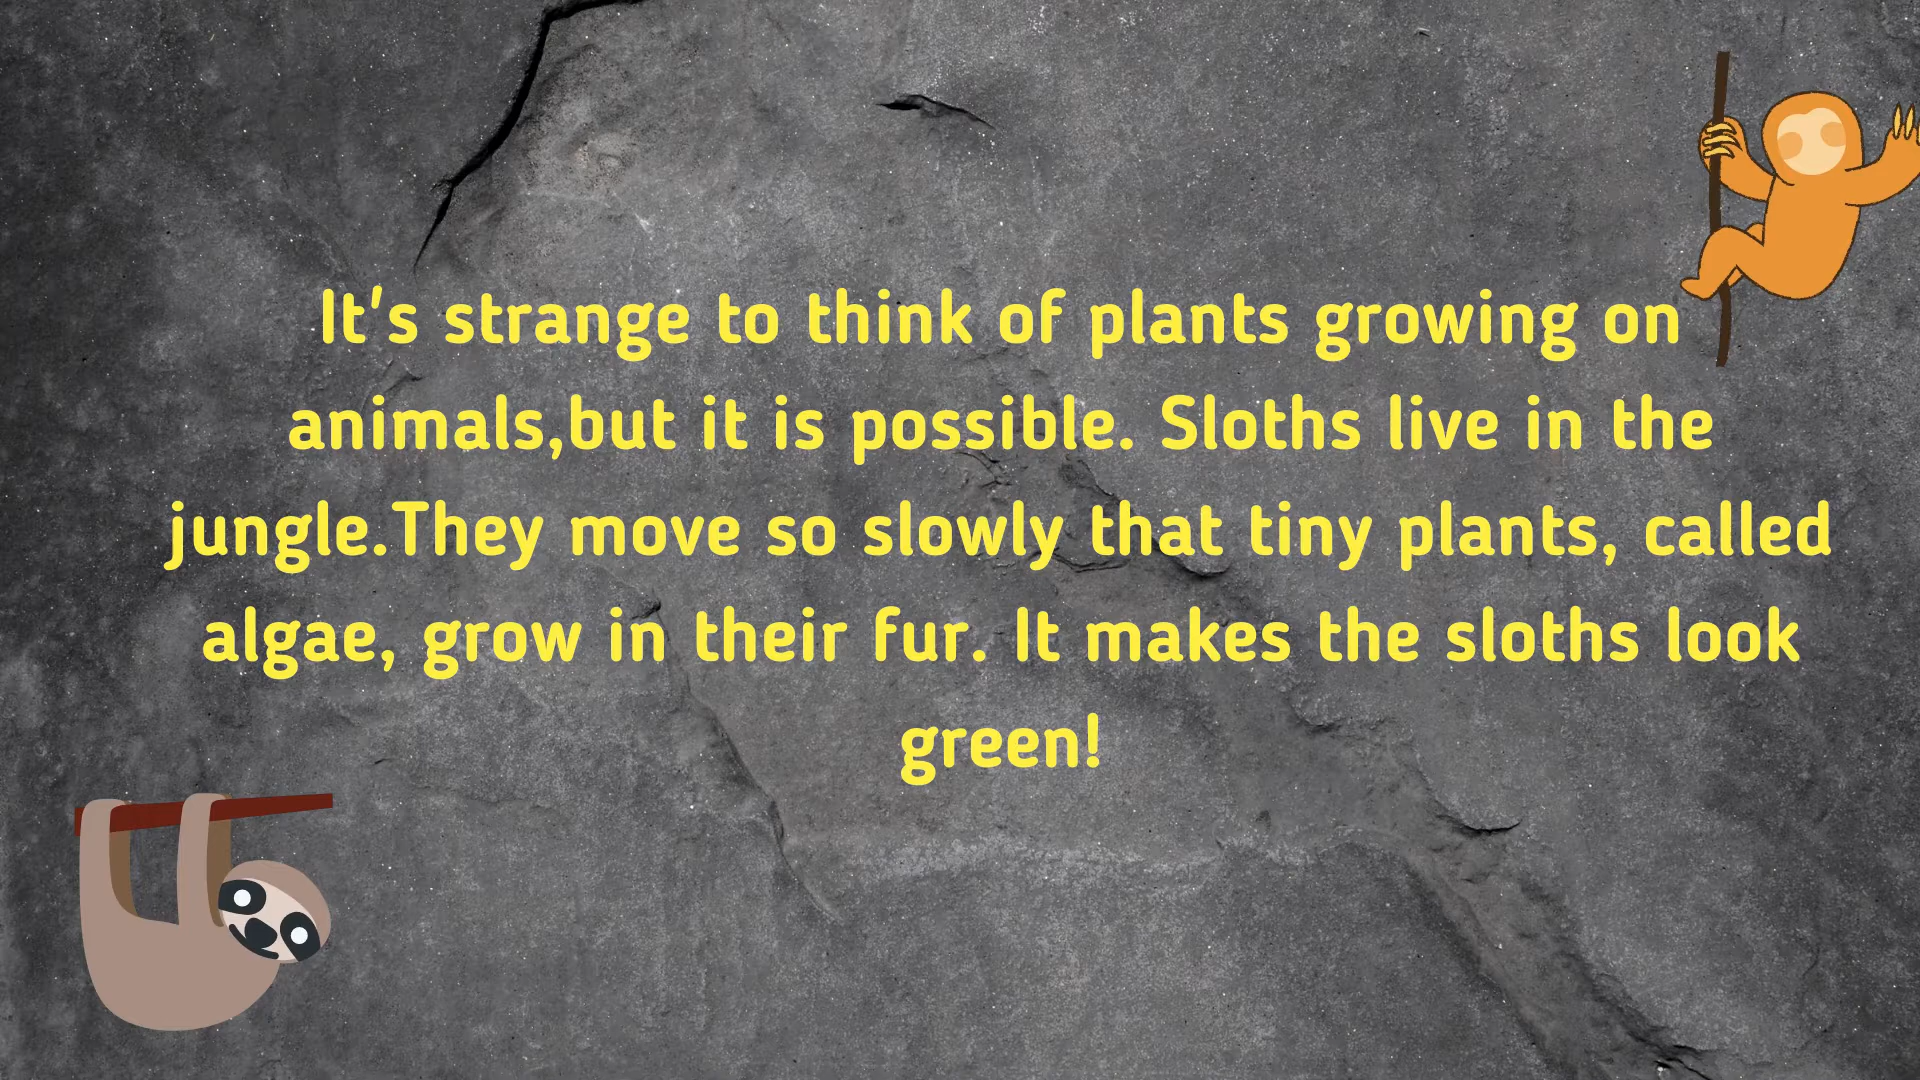 It's strange to think of plants growing on
animals,but it is possible. Sloths live in the
jungle.They move so slowly that tiny plants, called
algae, grow in their fur. It makes the sloths look
green!